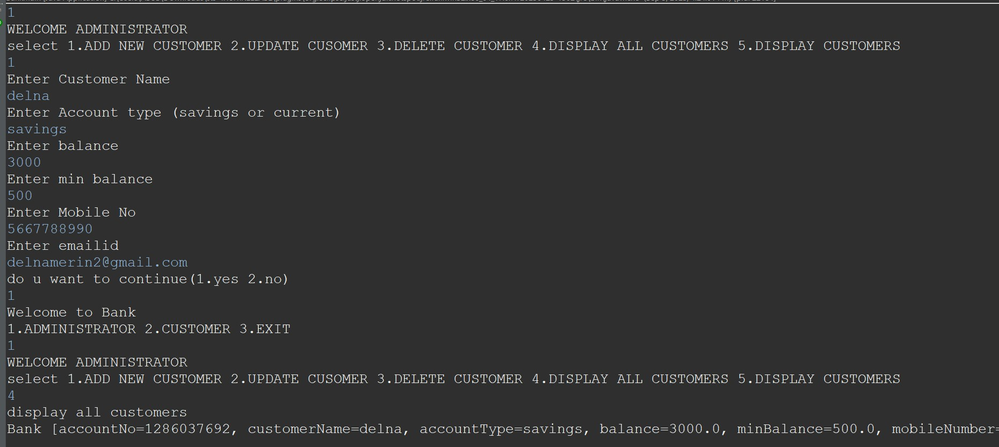 1
WELCOME ADMINISTRATOR
select 1.ADD NEW CUSTOMER 2.UPDATE CUSOMER 3.DELETE CUSTOMER 4.DISPLAY ALL CUSTOMERS 5.DISPLAY CUSTOMERS
1
Enter Customer Name
delna
Enter Account type (savings or current)
savings
Enter balance
3000
Enter min balance
500
Enter Mobile No
5667788990
Enter emailid
delnamerin2@gmail.com
do u want to continue(1.yes 2.no)
1
Welcome to Bank
1.ADMINISTRATOR 2.CUSTOMER 3.EXIT
1
WELCOME ADMINISTRATOR
select 1.ADD NEW CUSTOMER 2.UPDATE CUSOMER 3.DELETE CUSTOMER 4.DISPLAY ALL CUSTOMERS 5.DISPLAY CUSTOMERS
4
display all customers
Bank [accountNo=1286037692, customerName=delna, accountType=savings, balance=3000.0, minBalance=500.0, mobileNumber=